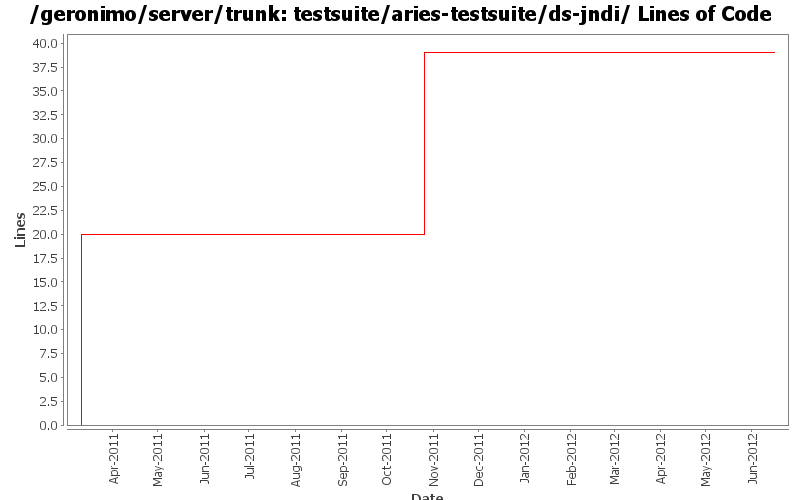 /geronimo/server/trunk: testsuite/aries-testsuite/ds-jndi/ Lines of Code
40.0
37.5
35.0
32.5
30.0
27.5
25.0
22.5
20.0
17.5
15.0
12.5
10.0
7.5
5.0
2.5
0.0
Lines
Apr-2011
May-2011
Jun-2011
Jul-2011
Aug-2011
Sep-2011
Oct-2011
Nov-2011
Dec-2011
Jan-2012
Feb-2012
Mar-2012
Apr-2012
May-2012
Jun-2012
Date